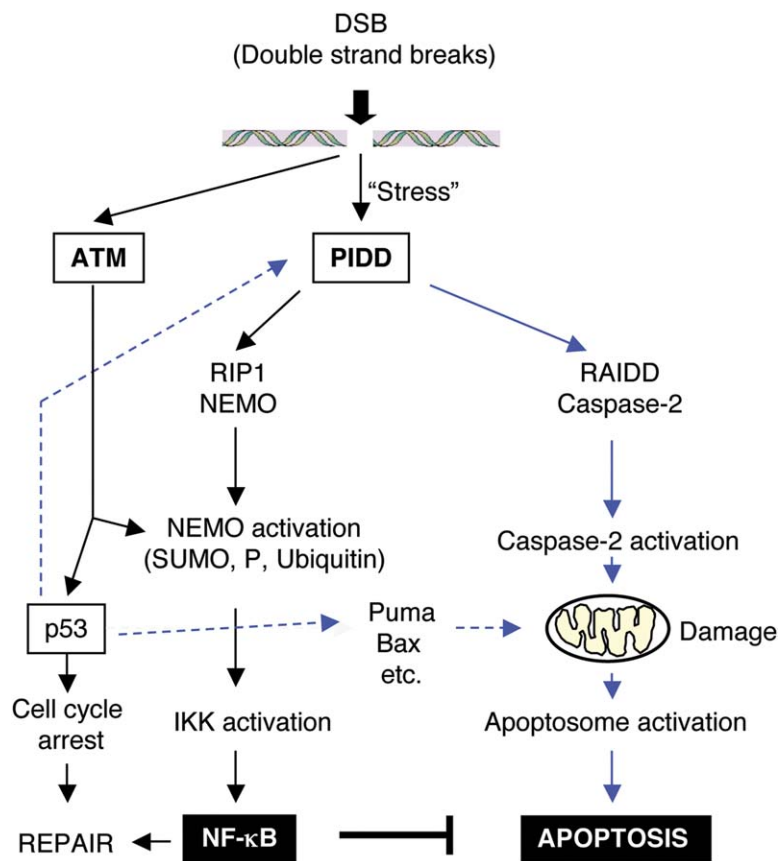 DSB
(Double strand breaks)
“Stress”
ATM
PIDD
RIP1
NEMO
RAIDD
Caspase-2
NEMO activation
(SUMO, P, Ubiquitin)
Caspase-2 activation
p53
Puma
Bax
etc.
Damage
Cell cycle
arrest
IKK activation
Apoptosome activation
REPAIR
NF-κB
APOPTOSIS